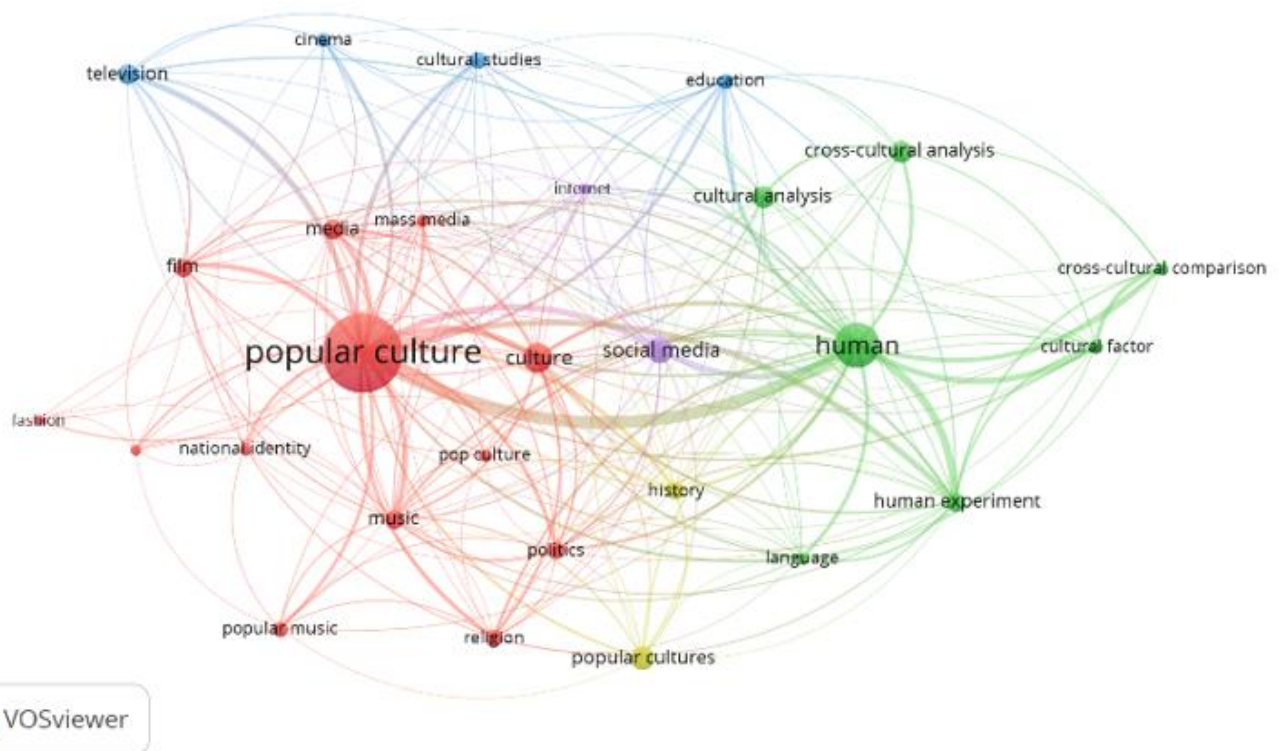 cinema
cultural studies
television
education
cross-cultural analysis
internet
cultural analysis
mass media
media
film
cross-cultural comparison
human
cultural factor
popular culture
culture
social media
fashion
national identity
pop culture
history
human experiment
music
politics
language
popular music
religion
popular cultures
VOSviewer